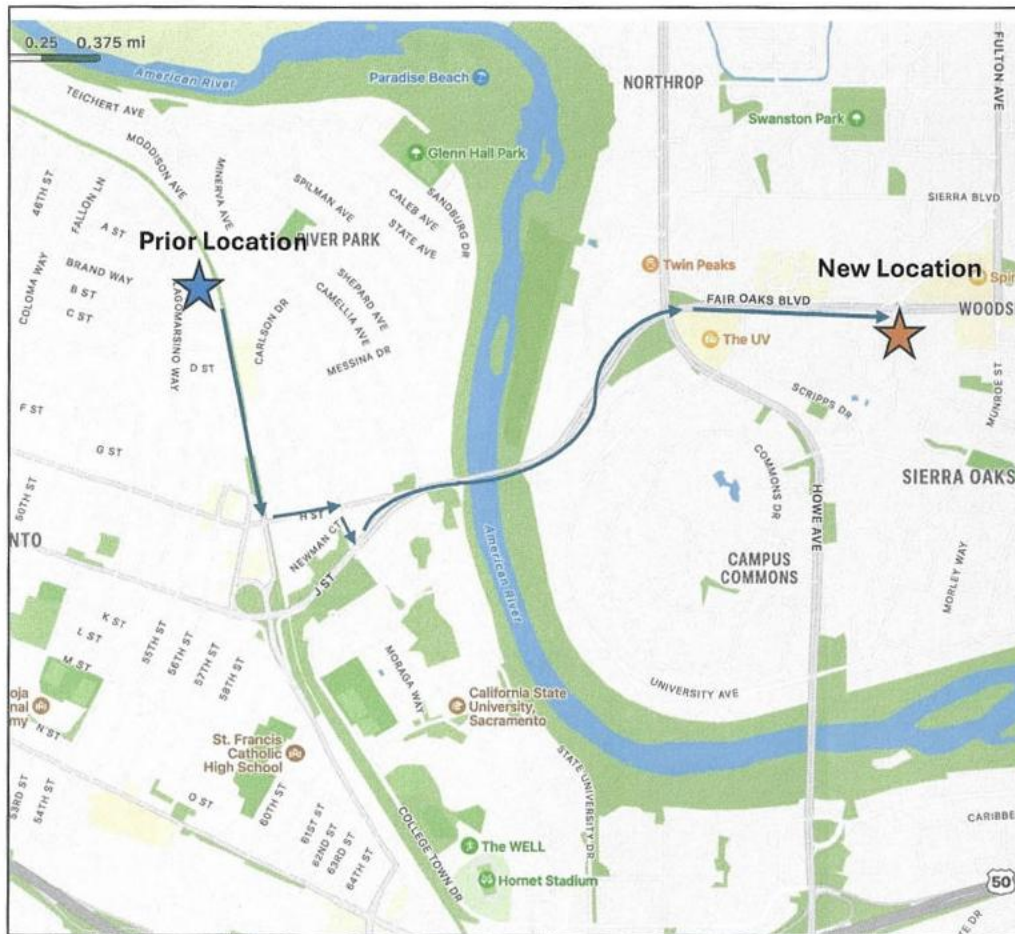 0.25 0.375 mi
American River
Paradise Beach
NORTHROP
FULTON AVE
TEICHERT AVE
Swanston Park
MODDISON AVE
Glenn Hall Park
MINERVA AVE
SPILMAN AVE
CALEB AVE
SANDBURG DR
46TH ST
FALLON LN
A ST
STATE AVE
SIERRA BLVD
Prior Location
RIVER PARK
Twin Peaks
New Location
COLOMA WAY
BRAND WAY
B ST
C ST
SHEPARD AVE
CAMELLIA AVE
FAIR OAKS BLVD
WOODS
CARLSON DR
The UV
AGOMARSINO WAY
D ST
MESSINA DR
SCRIPPS DR
MUNROE ST
F ST
G ST
COMMONS DR
SIERRA OAKS
50TH ST
H ST
HOWE AVE
NTO
NEWMAN CT
American River
J ST
CAMPUS
COMMONS
MORLEY WAY
K ST
L ST
M ST
55TH ST
56TH ST
57TH ST
58TH ST
MORAGA WAY
UNIVERSITY AVE
California State
University,
Sacramento
oja
nal
my
N ST
St. Francis
Catholic
High School
STATE UNIVERSITY DR
53RD ST
54TH ST
O ST
60TH ST
61ST ST
62ND ST
63RD ST
64TH ST
COLLEGE TOWN DR
CARIBBE
The WELL
Hornet Stadium
50